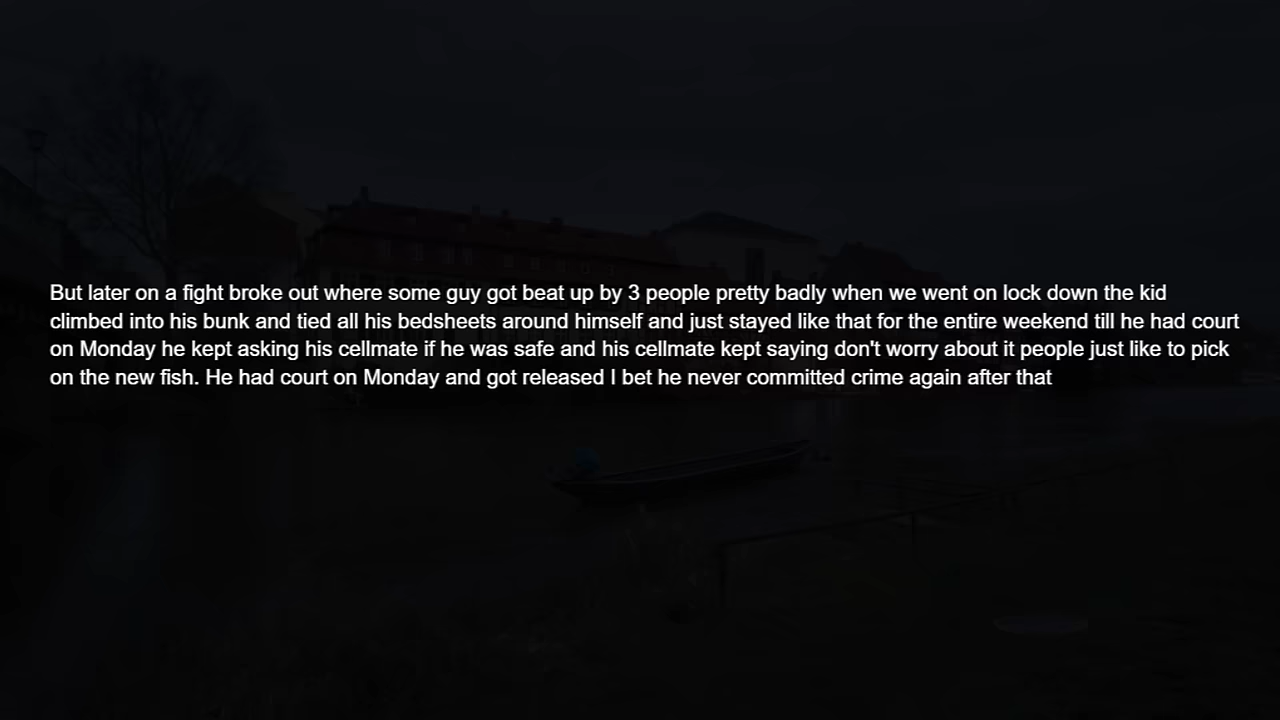 But later on a fight broke out where some guy got beat up by 3 people pretty badly when we went on lock down the kid
climbed into his bunk and tied all his bedsheets around himself and just stayed like that for the entire weekend till he had court
on Monday he kept asking his cellmate if he was safe and his cellmate kept saying don't worry about it people just like to pick
on the new fish. He had court on Monday and got released I bet he never committed crime again after that